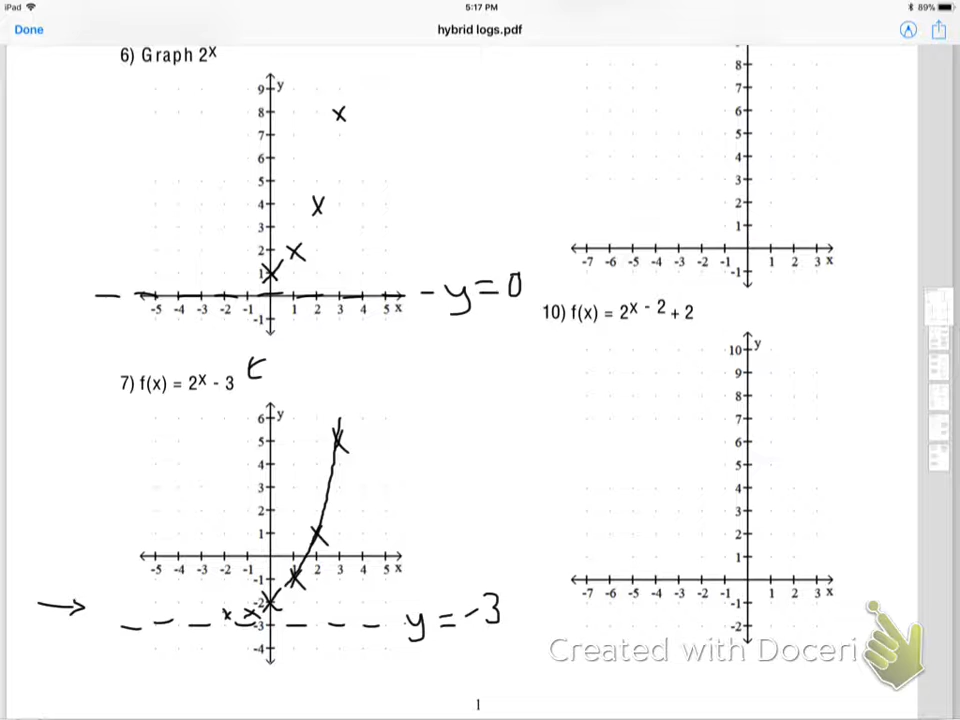 iPad 5:17 PM 89%
Done hybrid logs.pdf
6) Graph 2x
y
9
8
7
6
5
4
3
2
1
-5 -4 -3 -2 -1 1 2 3 4 5 x
-1
y=0
7) f(x) = 2x - 3
y
6
5
4
3
2
1
-5 -4 -3 -2 -1 1 2 3 4 5 x
-1
-2
-3
-4
y = -3
8
7
6
5
4
3
2
1
-7 -6 -5 -4 -3 -2 -1 1 2 3 x
-1
10) f(x) = 2x - 2 + 2
y
10
9
8
7
6
5
4
3
2
1
-7 -6 -5 -4 -3 -2 -1 1 2 3 x
-1
-2
Created with Doceri
1